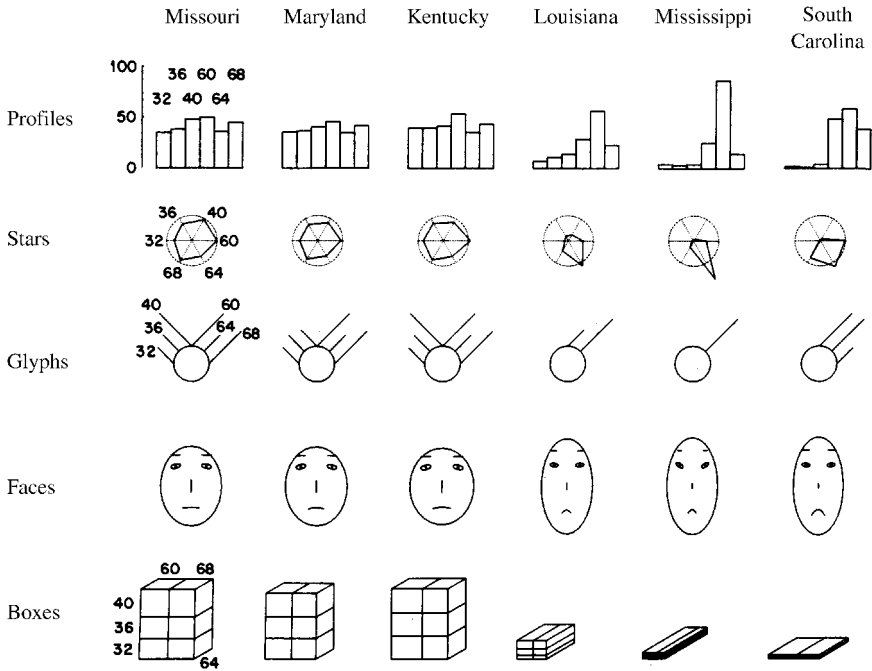 Missouri Maryland Kentucky Louisiana Mississippi South Carolina
100
36 60 68
32 40 64
Profiles
50
0
36 40
Stars
32 60
68 64
40 60
36 64 68
32
Glyphs
Faces
60 68
40
Boxes
36
32
64